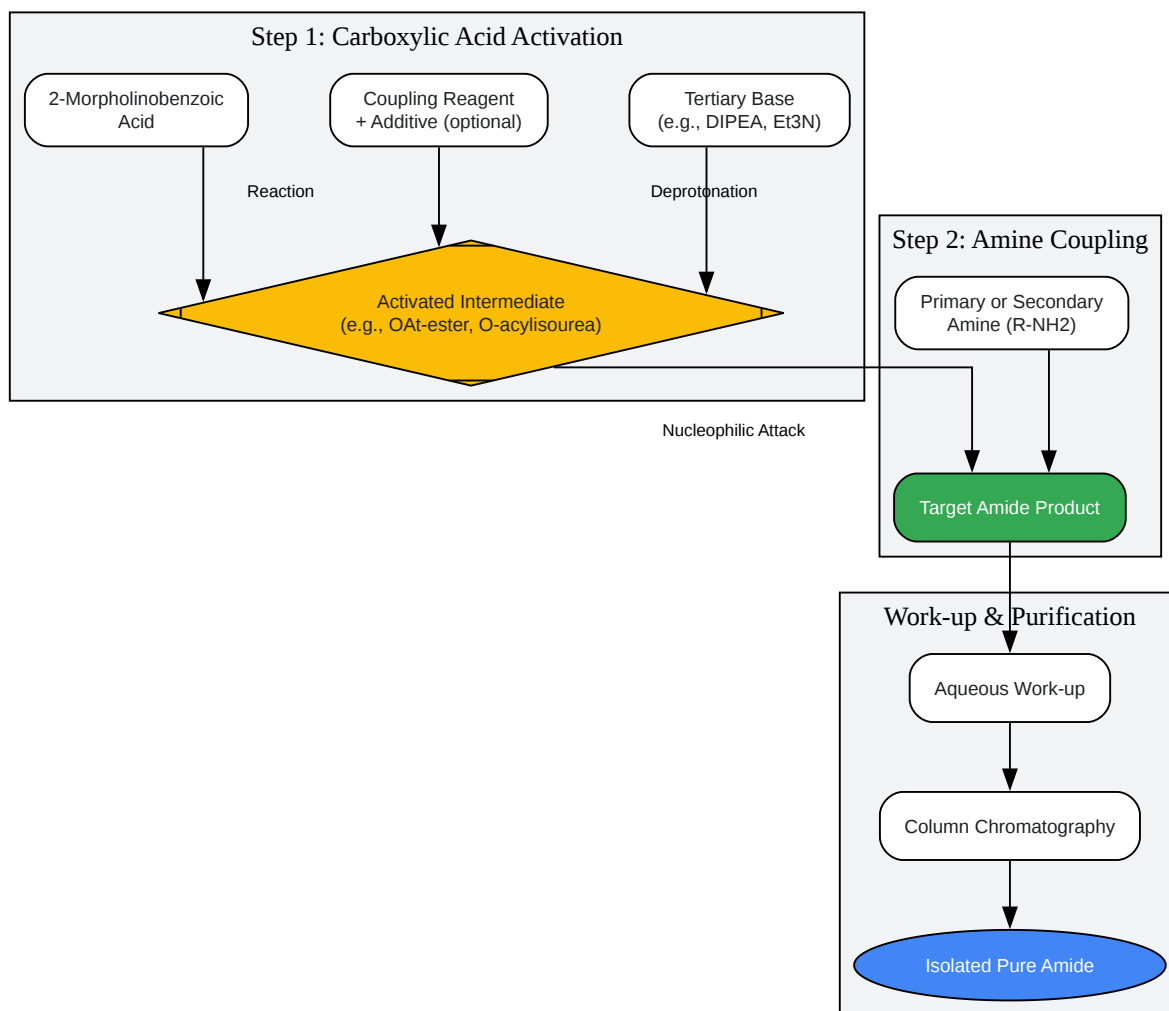 Step 1: Carboxylic Acid Activation
2-Morpholinobenzoic
Acid
Coupling Reagent
+ Additive (optional)
Tertiary Base
(e.g., DIPEA, Et3N)
Reaction
Deprotonation
Activated Intermediate
(e.g., OAt-ester, O-acylisourea)
Step 2: Amine Coupling
Primary or Secondary
Amine (R-NH2)
Nucleophilic Attack
Target Amide Product
Work-up & Purification
Aqueous Work-up
Column Chromatography
Isolated Pure Amide